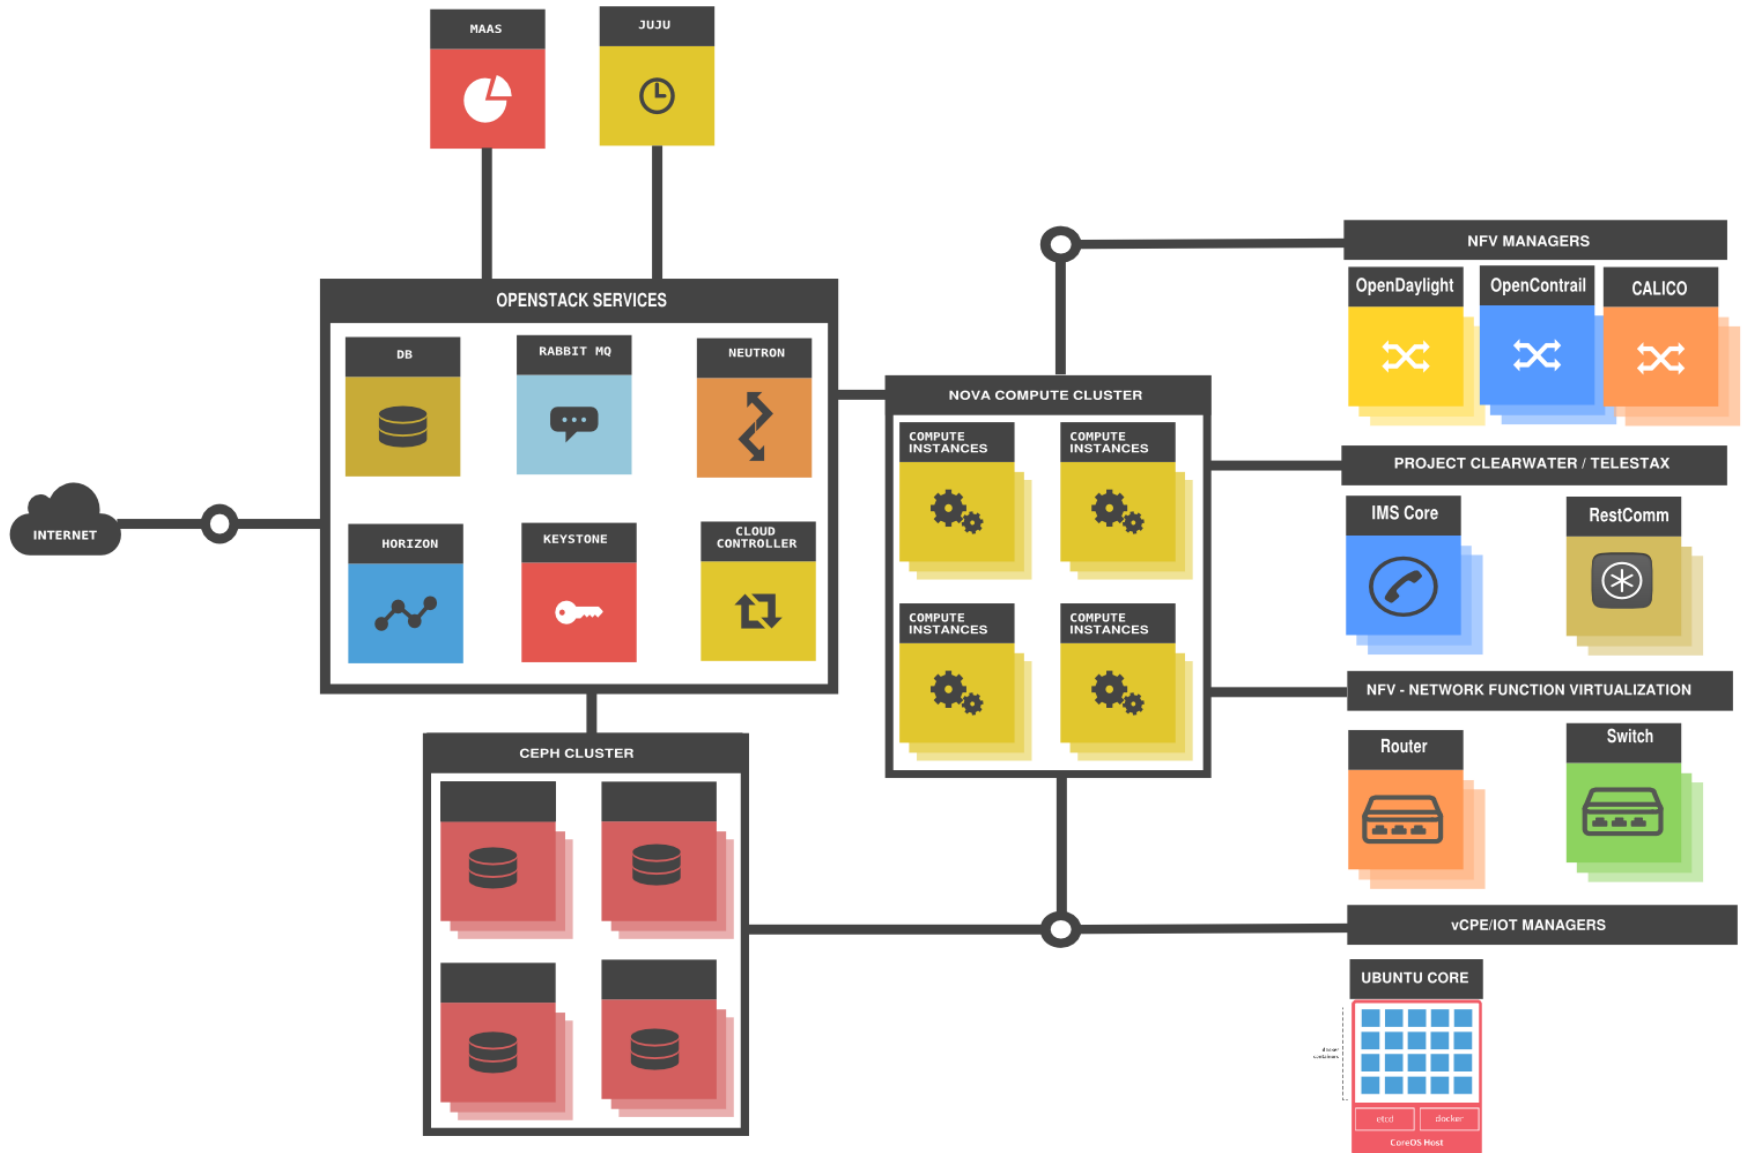 MAAS
JUJU
OPENSTACK SERVICES
DB
RABBIT MQ
NEUTRON
HORIZON
KEYSTONE
CLOUD
CONTROLLER
INTERNET
CEPH CLUSTER
NOVA COMPUTE CLUSTER
COMPUTE
INSTANCES
COMPUTE
INSTANCES
COMPUTE
INSTANCES
COMPUTE
INSTANCES
NFV MANAGERS
OpenDaylight
OpenContrail
CALICO
PROJECT CLEARWATER / TELESTAX
IMS Core
RestComm
NFV - NETWORK FUNCTION VIRTUALIZATION
Router
Switch
vCPE/IOT MANAGERS
UBUNTU CORE
docker
containers
etcd
docker
CoreOS Host